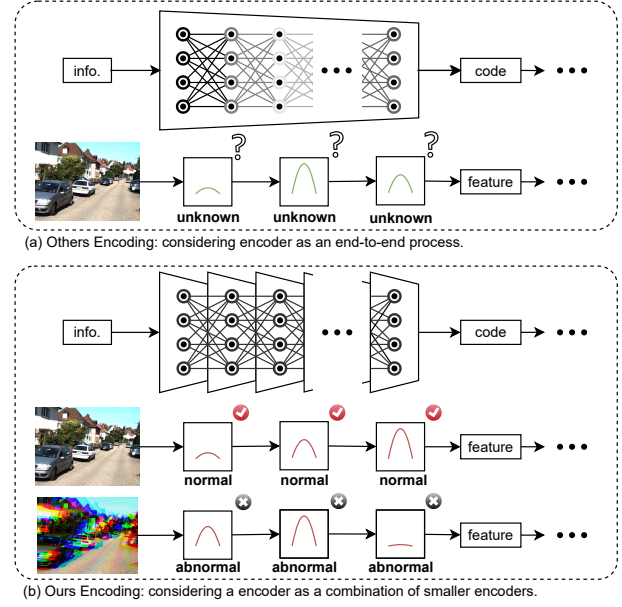 info.
code
? ? ?
feature
unknown unknown unknown
(a) Others Encoding: considering encoder as an end-to-end process.
info.
code
feature
normal normal normal
feature
abnormal abnormal abnormal
(b) Ours Encoding: considering a encoder as a combination of smaller encoders.